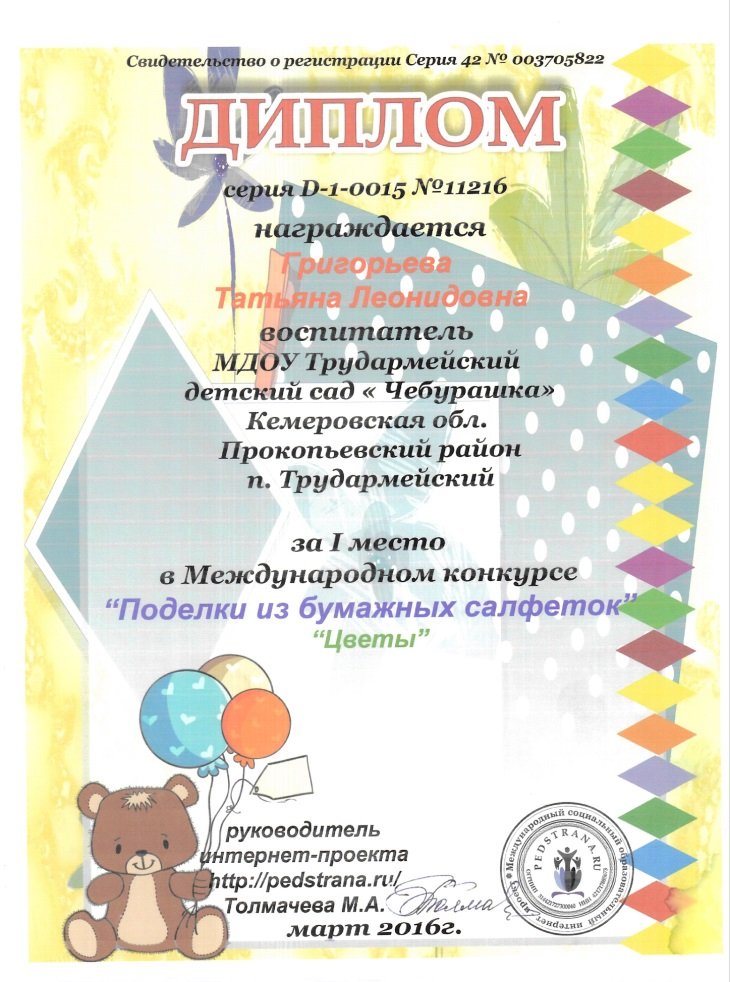 Свидетельство о регистрации Серия 42 № 003705822
ДИПЛОМ
серия D-1-0015 №11216
награждается
Григорьева
Татьяна Леонидовна
воспитатель
МДОУ Трудармейский
детский сад « Чебурашка»
Кемеровская обл.
Прокопьевский район
п. Трудармейский
за I место
в Международном конкурсе
“Поделки из бумажных салфеток”
“Цветы”
руководитель
интернет-проекта
http://pedstrana.ru/
Толмачева М.А.
март 2016г.
Международный социальный образовательный интернет-проект
PEDSTRANA.RU